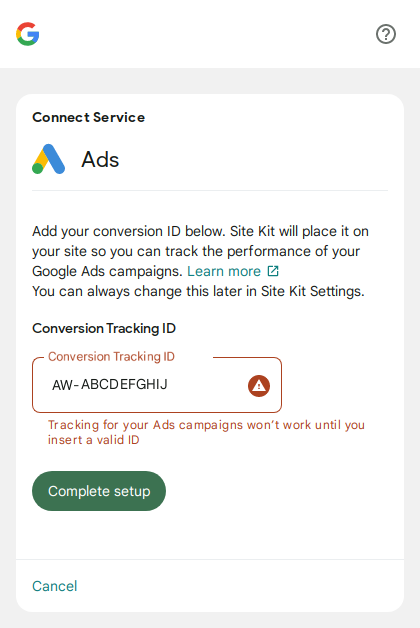 Connect Service
Ads
Add your conversion ID below. Site Kit will place it on
your site so you can track the performance of your
Google Ads campaigns. Learn more
You can always change this later in Site Kit Settings.
Conversion Tracking ID
Conversion Tracking ID
AW- ABCDEFGHIJ
Tracking for your Ads campaigns won’t work until you
insert a valid ID
Complete setup
Cancel